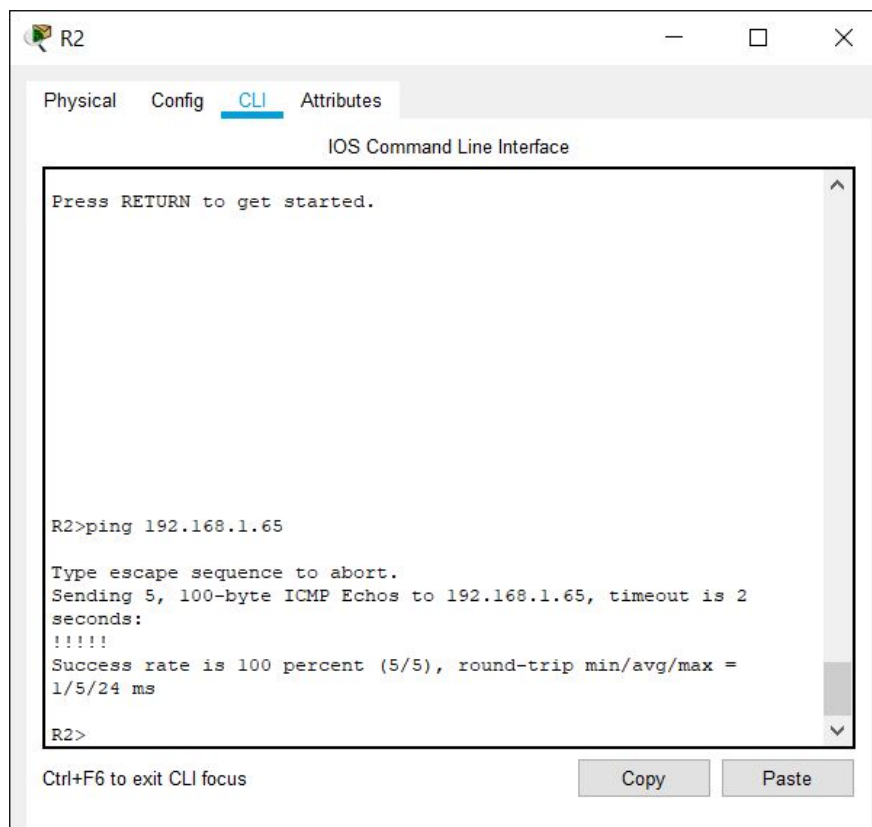 R2
Physical Config CLI Attributes
IOS Command Line Interface
Press RETURN to get started.
R2>ping 192.168.1.65
Type escape sequence to abort.
Sending 5, 100-byte ICMP Echos to 192.168.1.65, timeout is 2
seconds:
!!!!!
Success rate is 100 percent (5/5), round-trip min/avg/max =
1/5/24 ms
R2>
Ctrl+F6 to exit CLI focus
Copy Paste